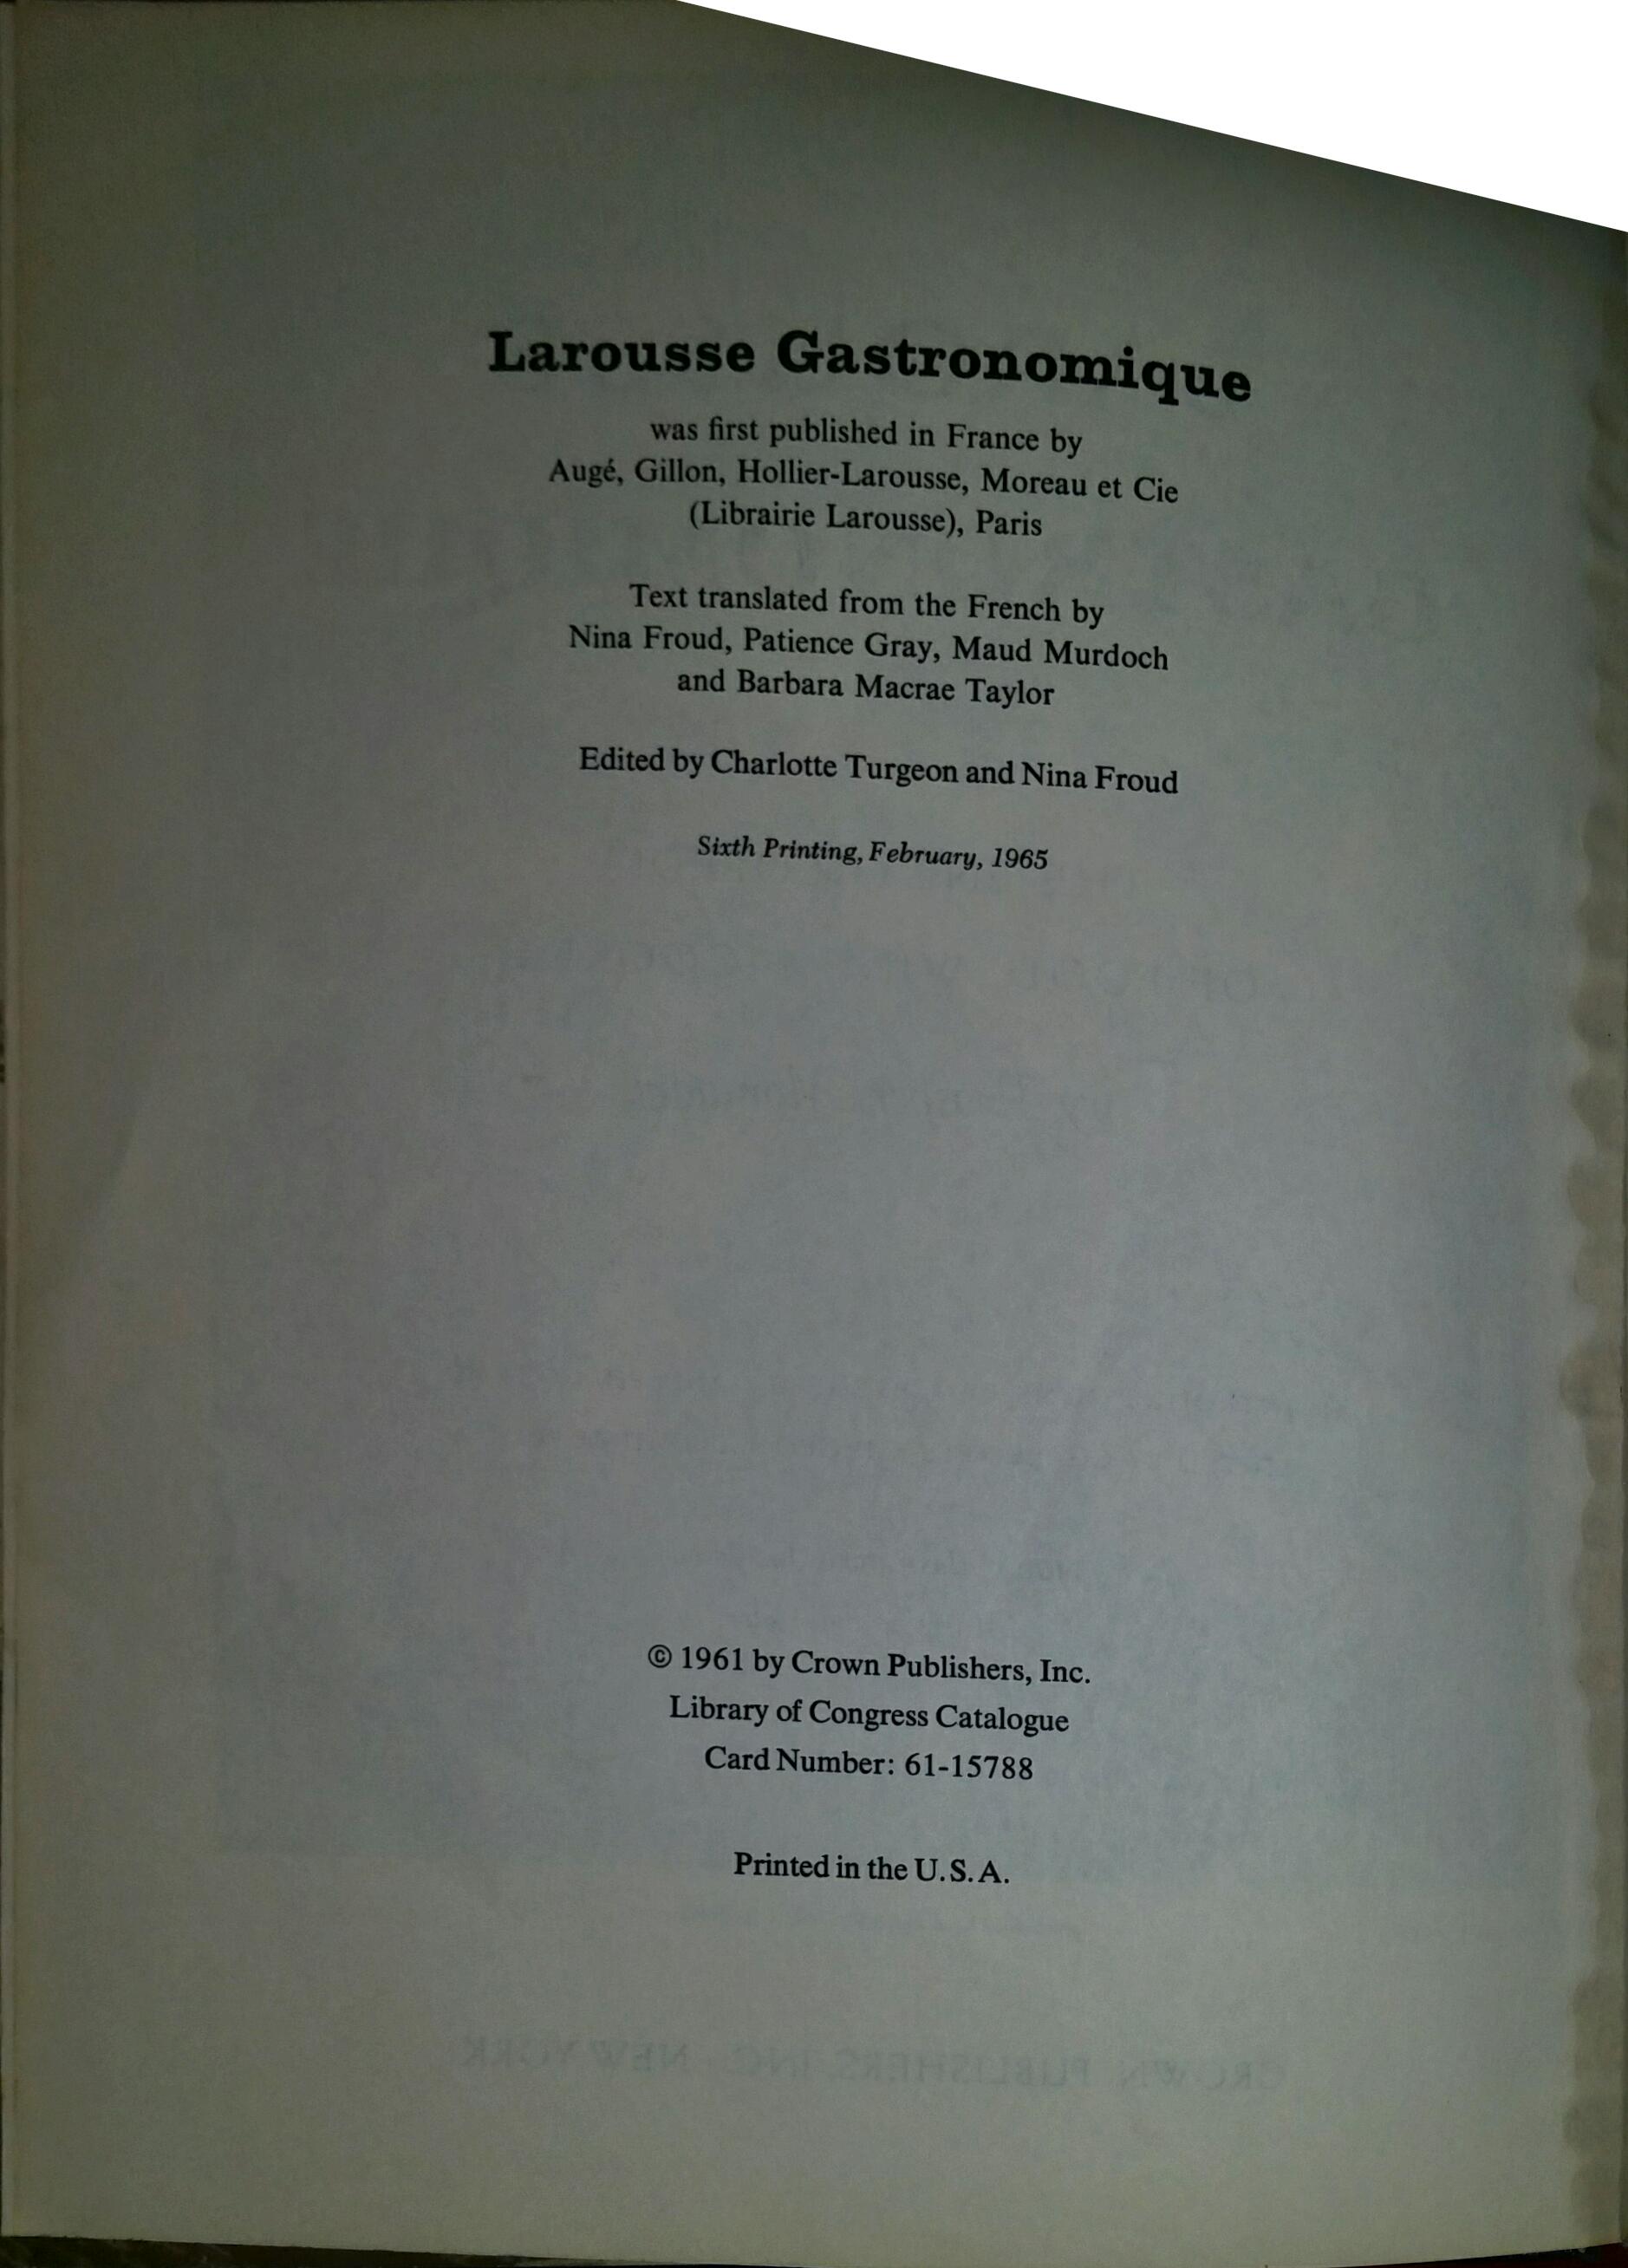 Larousse Gastronomique
was first published in France by
Augé, Gillon, Hollier-Larousse, Moreau et Cie
(Librairie Larousse), Paris
Text translated from the French by
Nina Froud, Patience Gray, Maud Murdoch
and Barbara Macrae Taylor
Edited by Charlotte Turgeon and Nina Froud
Sixth Printing, February, 1965
© 1961 by Crown Publishers, Inc.
Library of Congress Catalogue
Card Number: 61-15788
Printed in the U.S.A.